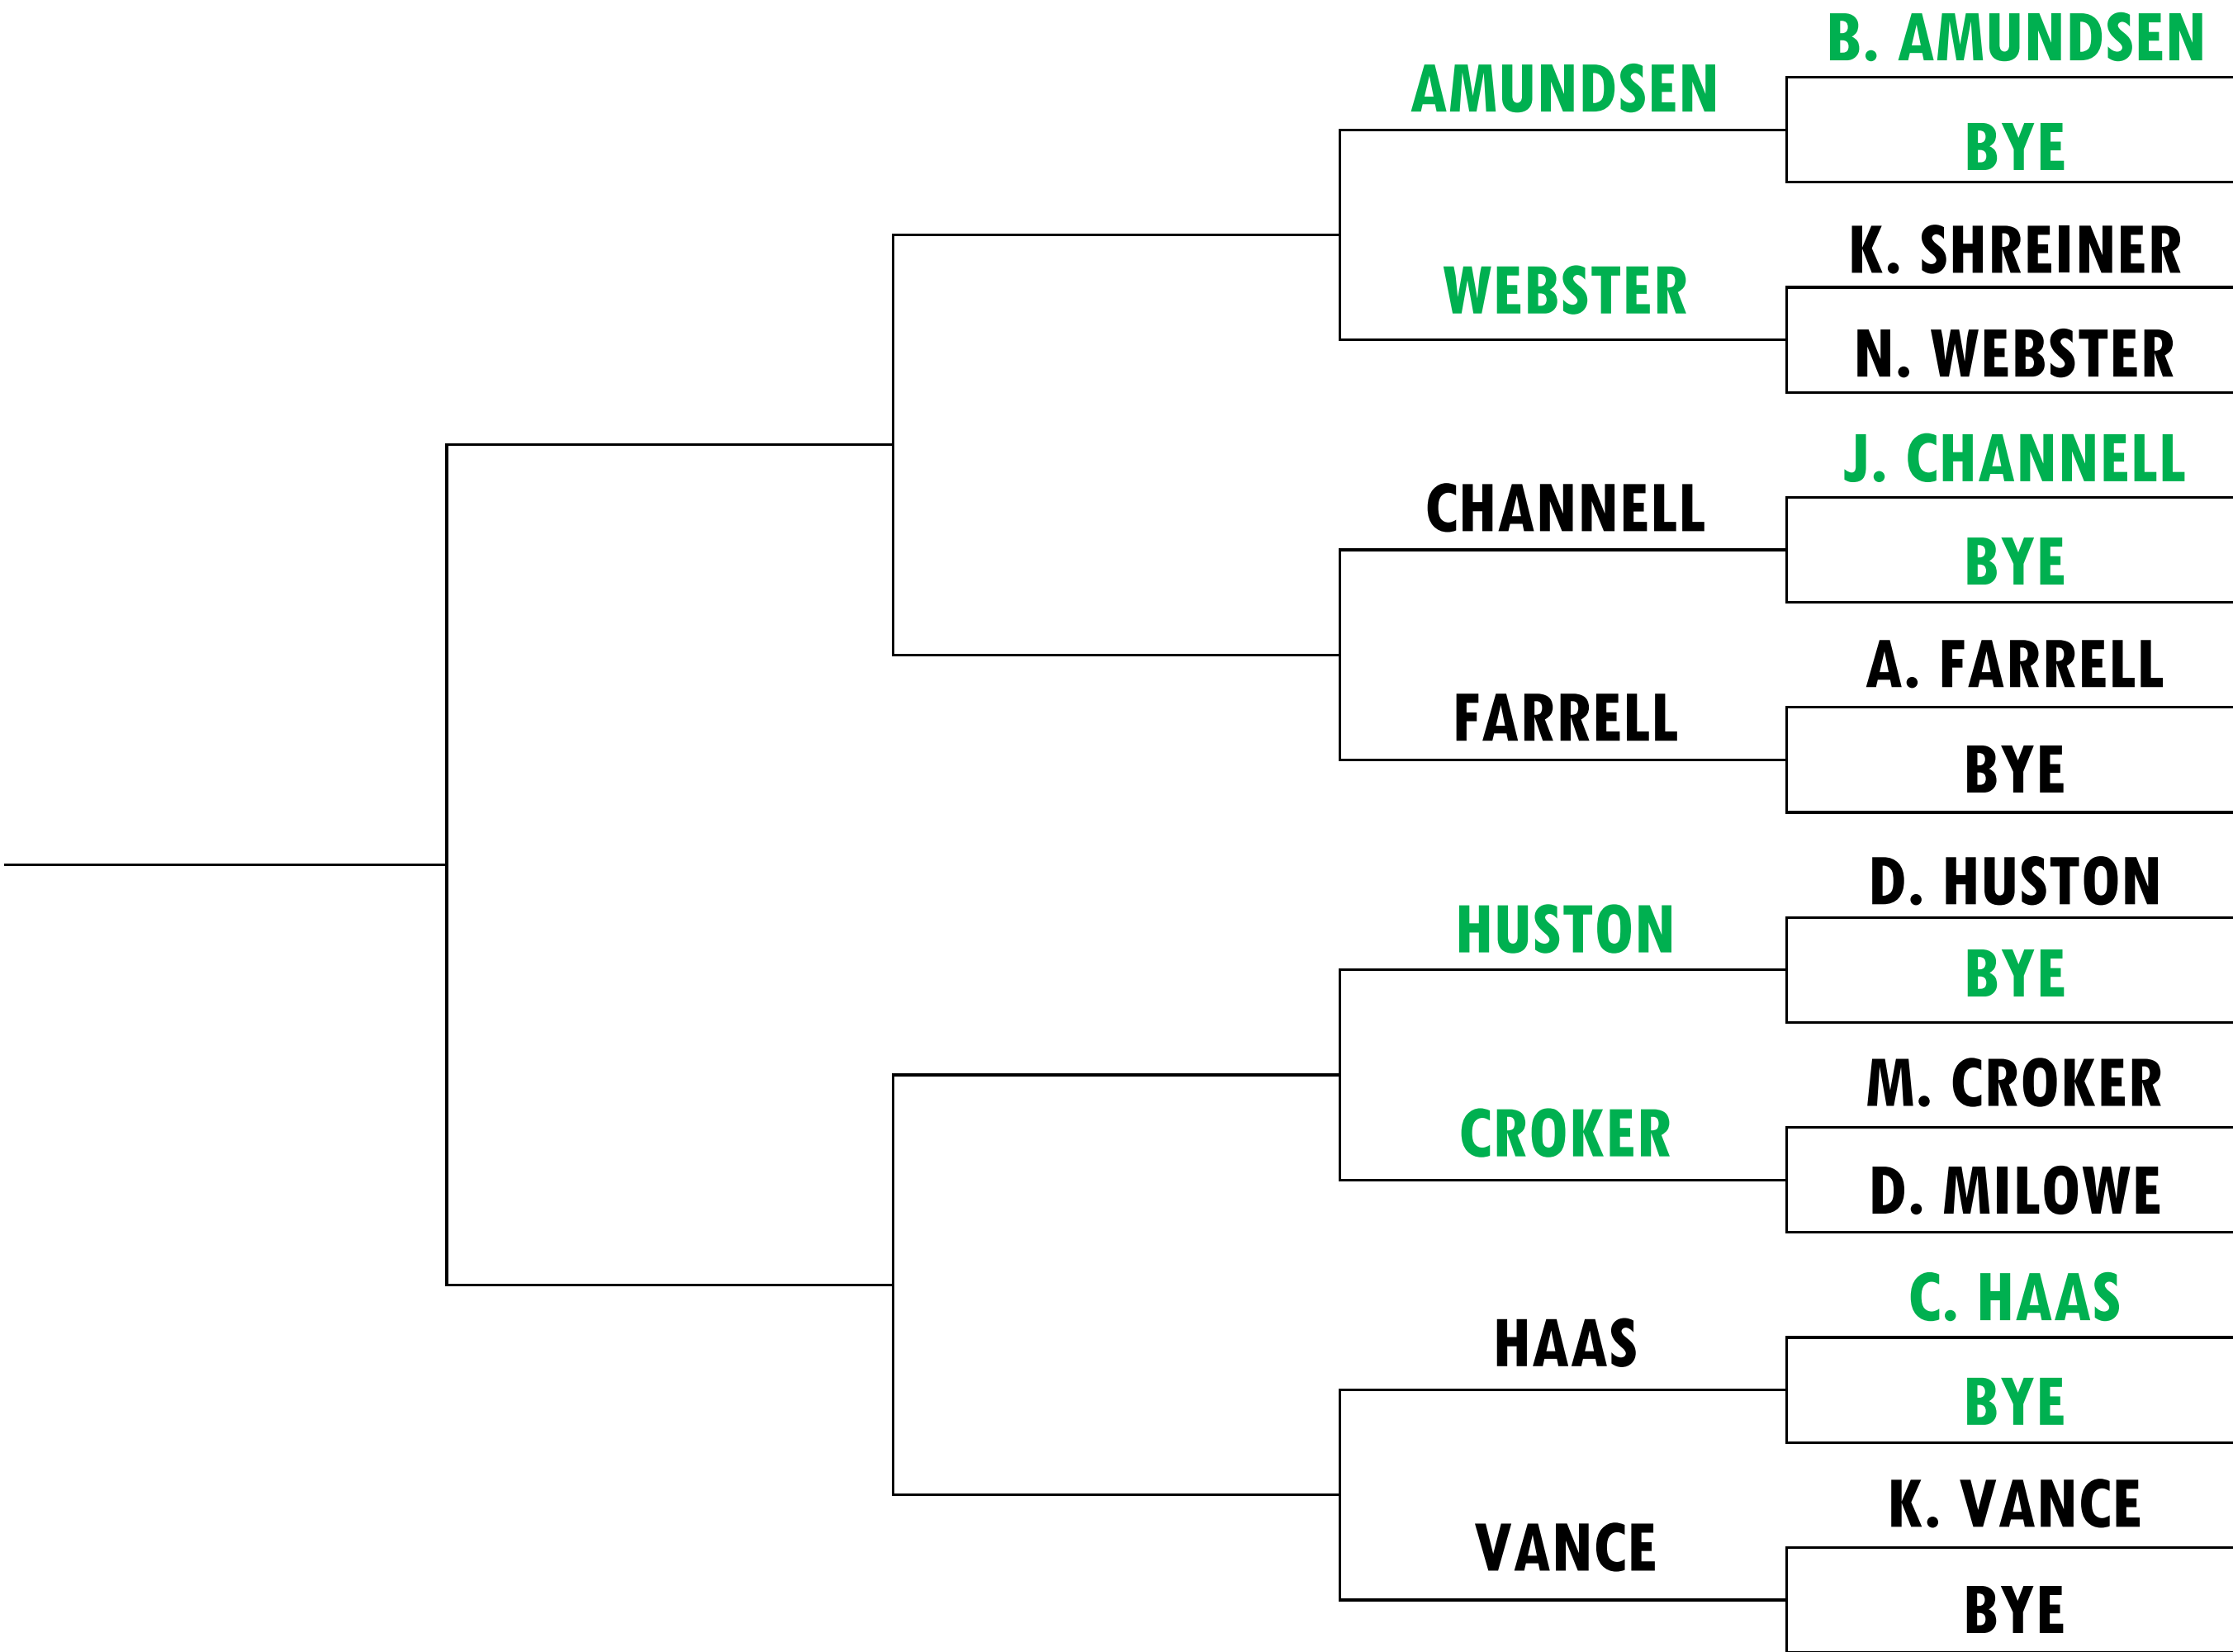 B. AMUNDSEN
AMUNDSEN
BYE
K. SHREINER
WEBSTER
N. WEBSTER
J. CHANNELL
CHANNELL
BYE
A. FARRELL
FARRELL
BYE
D. HUSTON
HUSTON
BYE
M. CROKER
CROKER
D. MILOWE
C. HAAS
HAAS
BYE
K. VANCE
VANCE
BYE